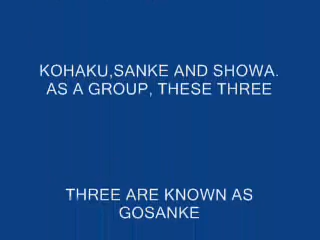 KOHAKU,SANKE AND SHOWA.
AS A GROUP, THESE THREE
THREE ARE KNOWN AS
GOSANKE